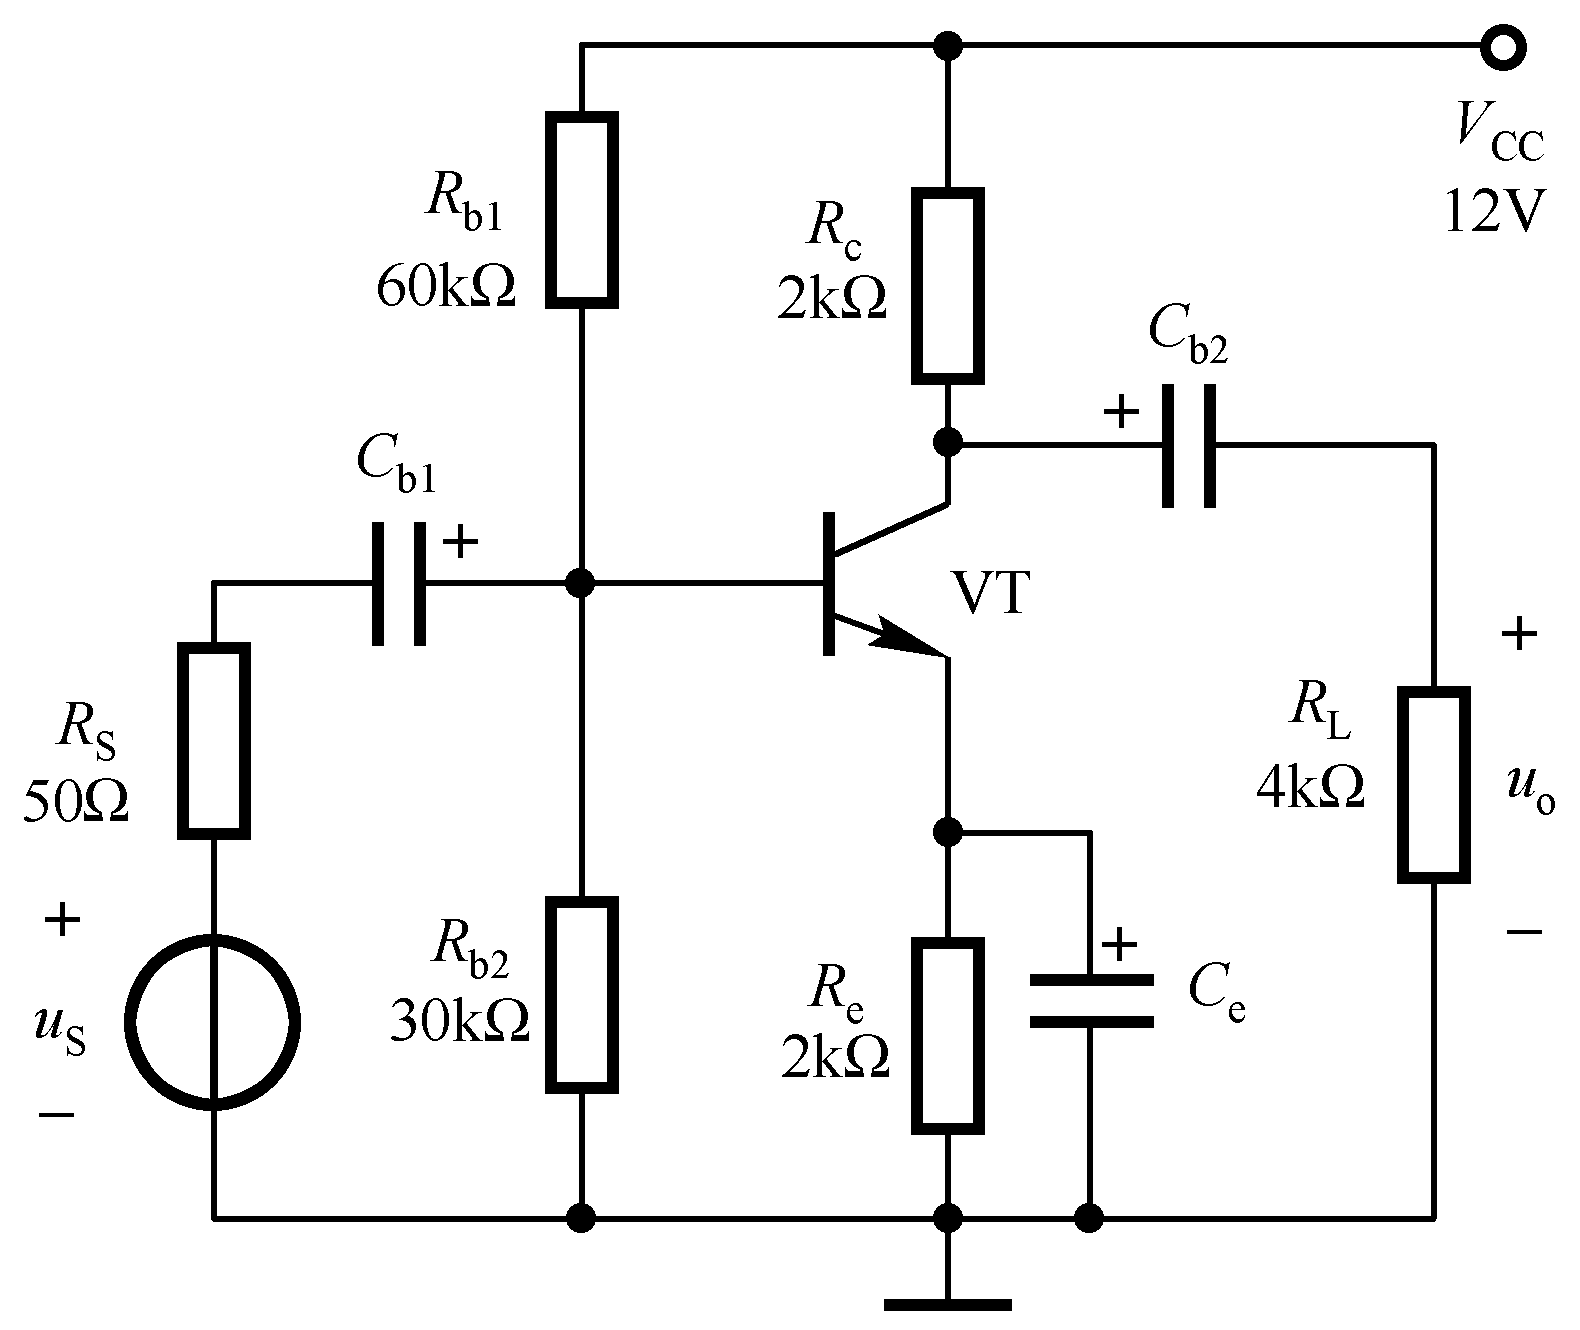 V_CC
12V
R_b1
60kΩ
R_c
2kΩ
C_b2
+
C_b1
+
VT
+
R_S
50Ω
R_L
4kΩ
u_o
+
R_b2
30kΩ
+
−
R_e
2kΩ
C_e
u_S
−